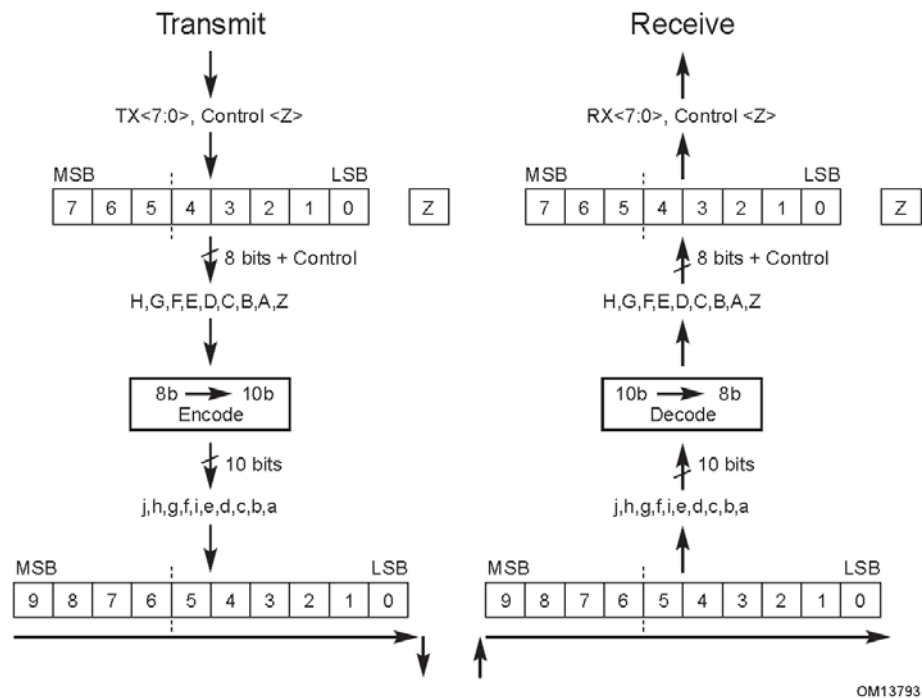 Transmit
TX<7:0>, Control <Z>
MSB LSB
7 6 5 4 3 2 1 0 Z
8 bits + Control
H,G,F,E,D,C,B,A,Z
8b 10b
Encode
10 bits
j,h,g,f,i,e,d,c,b,a
MSB LSB
9 8 7 6 5 4 3 2 1 0
Receive
RX<7:0>, Control <Z>
MSB LSB
7 6 5 4 3 2 1 0 Z
8 bits + Control
H,G,F,E,D,C,B,A,Z
10b 8b
Decode
10 bits
j,h,g,f,i,e,d,c,b,a
MSB LSB
9 8 7 6 5 4 3 2 1 0
OM13793